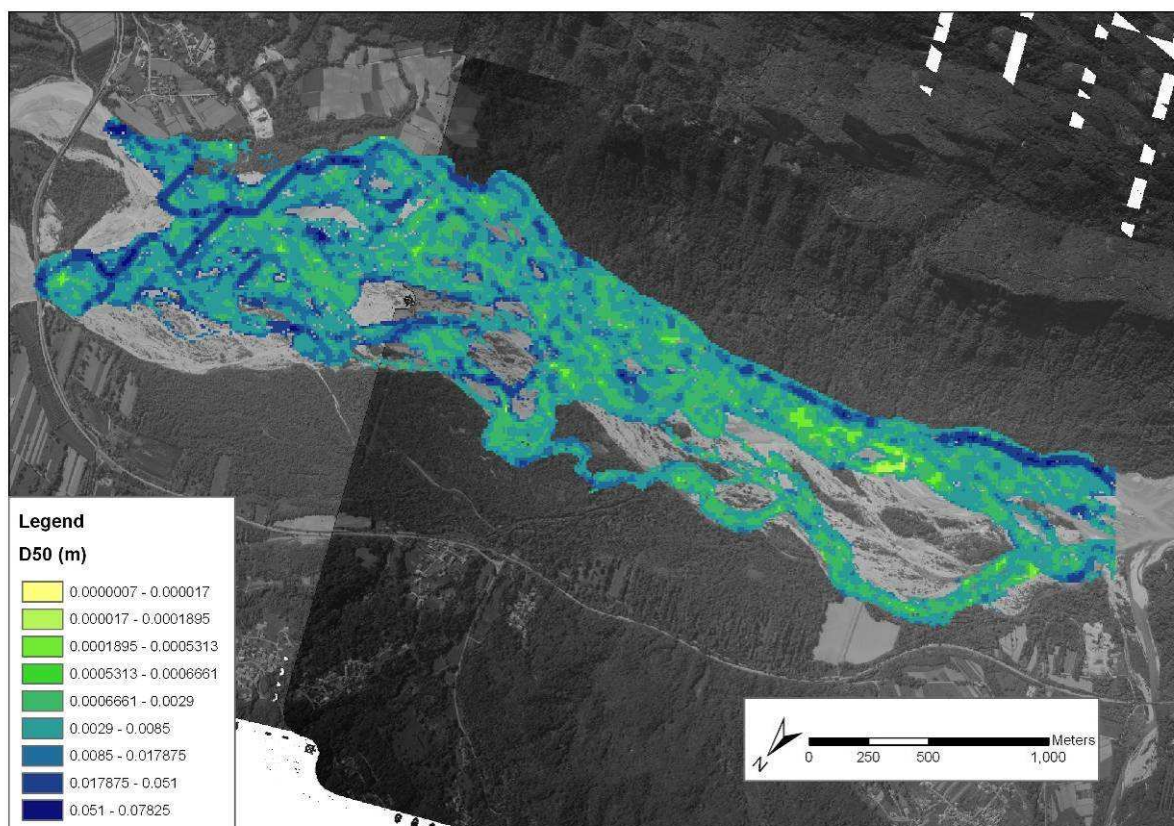 Legend
D50 (m)
0.0000007 - 0.000017
0.000017 - 0.0001895
0.0001895 - 0.0005313
0.0005313 - 0.0006661
0.0006661 - 0.0029
0.0029 - 0.0085
0.0085 - 0.017875
0.017875 - 0.051
0.051 - 0.07825
N
Meters
0 250 500 1,000